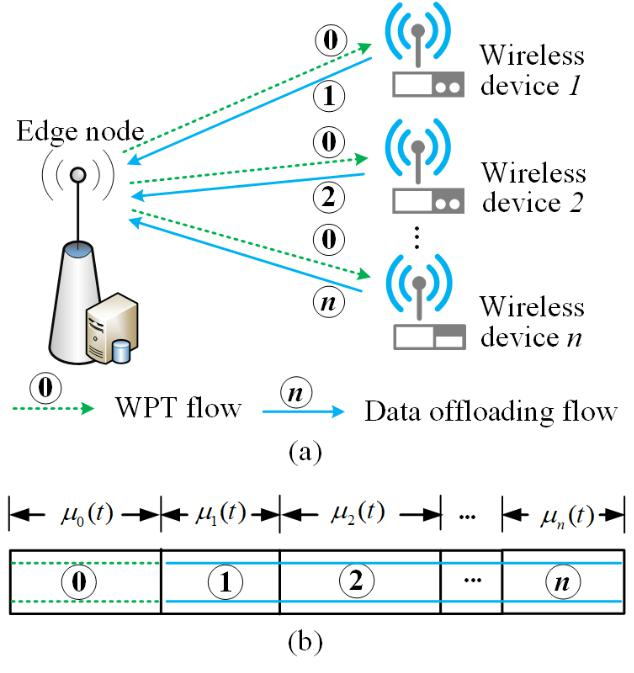 0
Wireless
device 1
1
Edge node
0
Wireless
device 2
2
0
⋮
n
Wireless
device n
0 WPT flow n Data offloading flow
(a)
μ₀(t) μ₁(t) μ₂(t) ... μₙ(t)
0 1 2 ... n
(b)